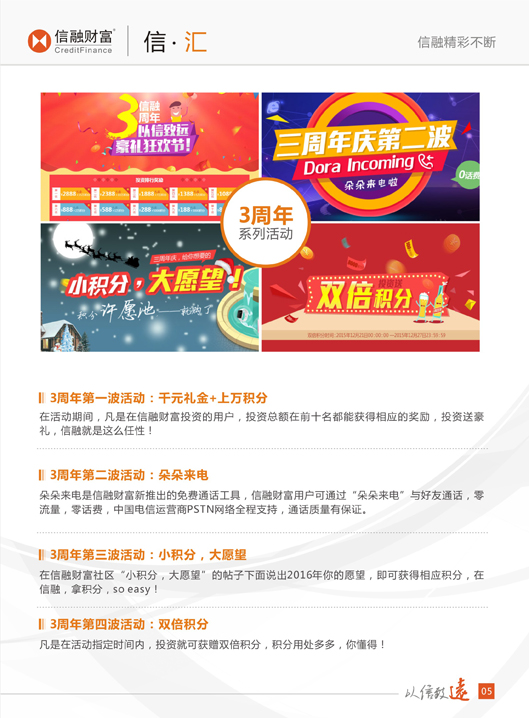 信融财富
CreditFinance
信·汇
信融精彩不断
3信融周年
以信致远
豪礼狂欢节!
三周年庆第二波
Dora Incoming
朵朵来电啦
0话费
3周年
系列活动
三周年庆，给你想要的
小积分，大愿望！
积分许愿池
投资送
双倍积分
3周年第一波活动：千元礼金+上万积分
在活动期间，凡是在信融财富投资的用户，投资总额在前十名都能获得相应的奖励，投资送豪
礼，信融就是这么任性！
3周年第二波活动：朵朵来电
朵朵来电是信融财富新推出的免费通话工具，信融财富用户可通过“朵朵来电”与好友通话，零
流量，零话费，中国电信运营商PSTN网络全程支持，通话质量有保证。
3周年第三波活动：小积分，大愿望
在信融财富社区“小积分，大愿望”的帖子下面说出2016年你的愿望，即可获得相应积分，在
信融，拿积分，so easy！
3周年第四波活动：双倍积分
凡是在活动指定时间内，投资就可获赠双倍积分，积分用处多多，你懂得！
以信致远
05